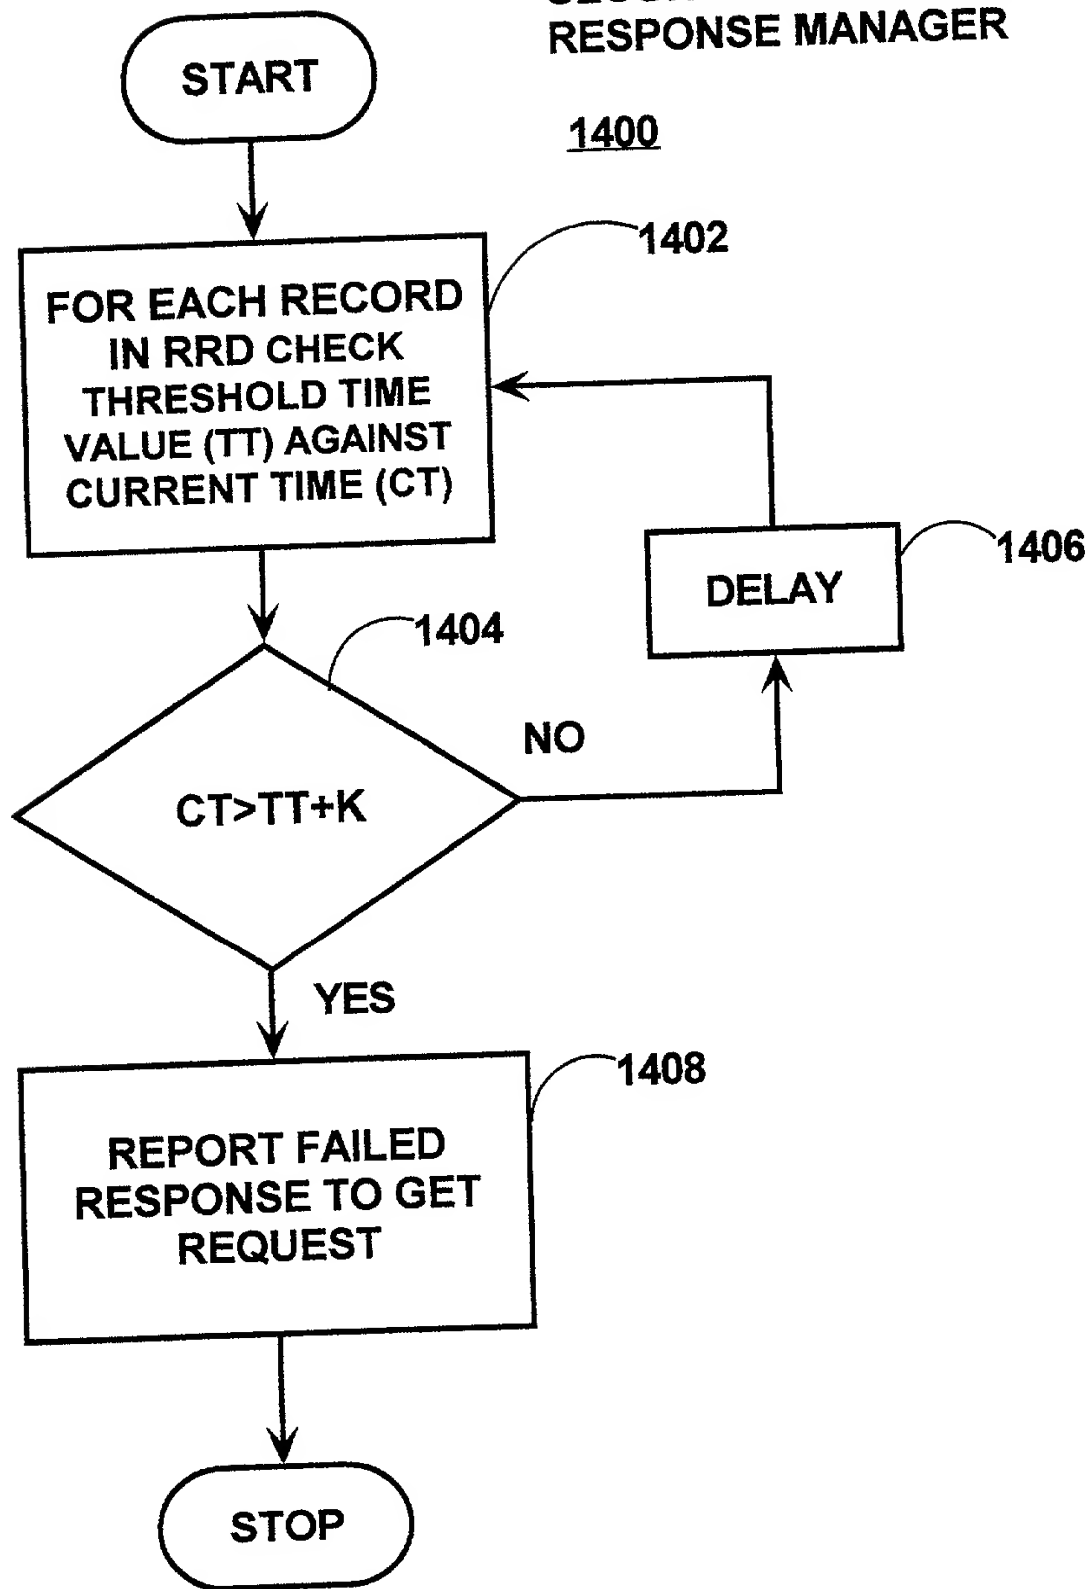 START
RESPONSE MANAGER
1400
1402
FOR EACH RECORD
IN RRD CHECK
THRESHOLD TIME
VALUE (TT) AGAINST
CURRENT TIME (CT)
1406
DELAY
1404
NO
CT>TT+K
YES
1408
REPORT FAILED
RESPONSE TO GET
REQUEST
STOP